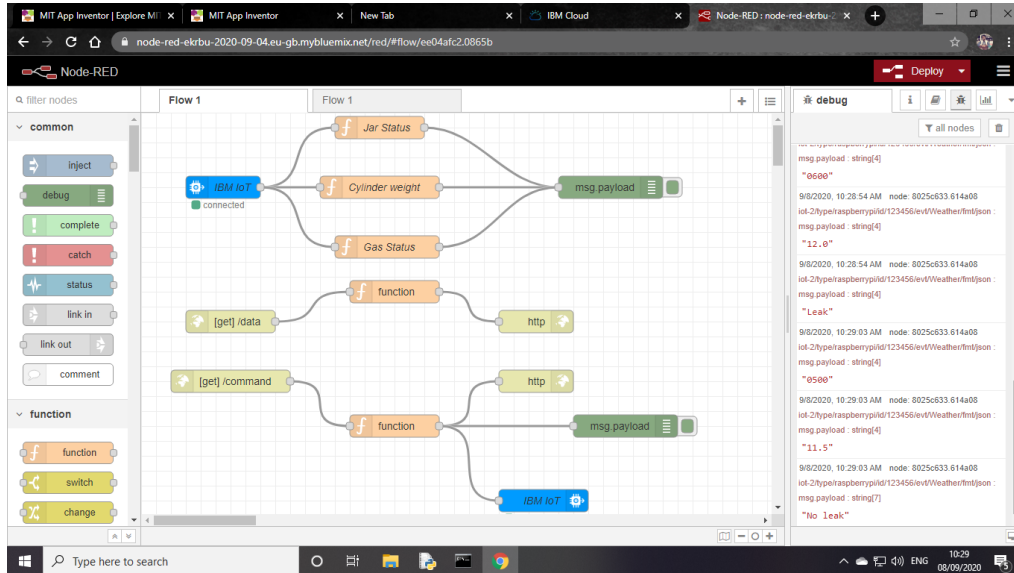 MIT App Inventor | Explore MIT
MIT App Inventor
New Tab
IBM Cloud
Node-RED : node-red-ekrbu-2
node-red-ekrbu-2020-09-04.eu-gb.mybluemix.net/red/#flow/ee04afc2.0865b
Node-RED
Deploy
filter nodes
Flow 1
Flow 1
debug
all nodes
common
inject
debug
complete
catch
status
link in
link out
comment
function
function
switch
change
Jar Status
IBM IoT
connected
Cylinder weight
msg.payload
Gas Status
function
[get] /data
http
[get] /command
http
function
msg.payload
IBM IoT
msg.payload : string[4]
"0600"
9/8/2020, 10:28:54 AM node: 8025c633.614a08
iot-2/type/raspberrypi/id/123456/evt/Weather/fmt/json :
msg.payload : string[4]
"12.0"
9/8/2020, 10:28:54 AM node: 8025c633.614a08
iot-2/type/raspberrypi/id/123456/evt/Weather/fmt/json :
msg.payload : string[4]
"Leak"
9/8/2020, 10:29:03 AM node: 8025c633.614a08
iot-2/type/raspberrypi/id/123456/evt/Weather/fmt/json :
msg.payload : string[4]
"0500"
9/8/2020, 10:29:03 AM node: 8025c633.614a08
iot-2/type/raspberrypi/id/123456/evt/Weather/fmt/json :
msg.payload : string[4]
"11.5"
9/8/2020, 10:29:03 AM node: 8025c633.614a08
iot-2/type/raspberrypi/id/123456/evt/Weather/fmt/json :
msg.payload : string[7]
"No leak"
Type here to search
ENG
10:29
08/09/2020